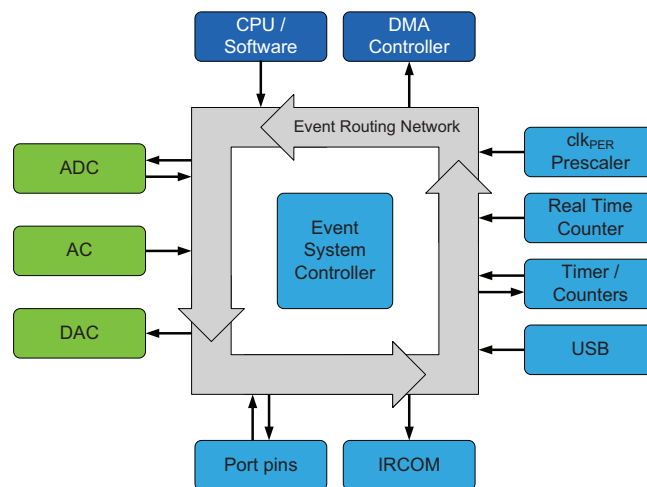 CPU /
Software
DMA
Controller
Event Routing Network
ADC
clkPER
Prescaler
Real Time
Counter
AC
Event
System
Controller
Timer /
Counters
DAC
USB
Port pins
IRCOM